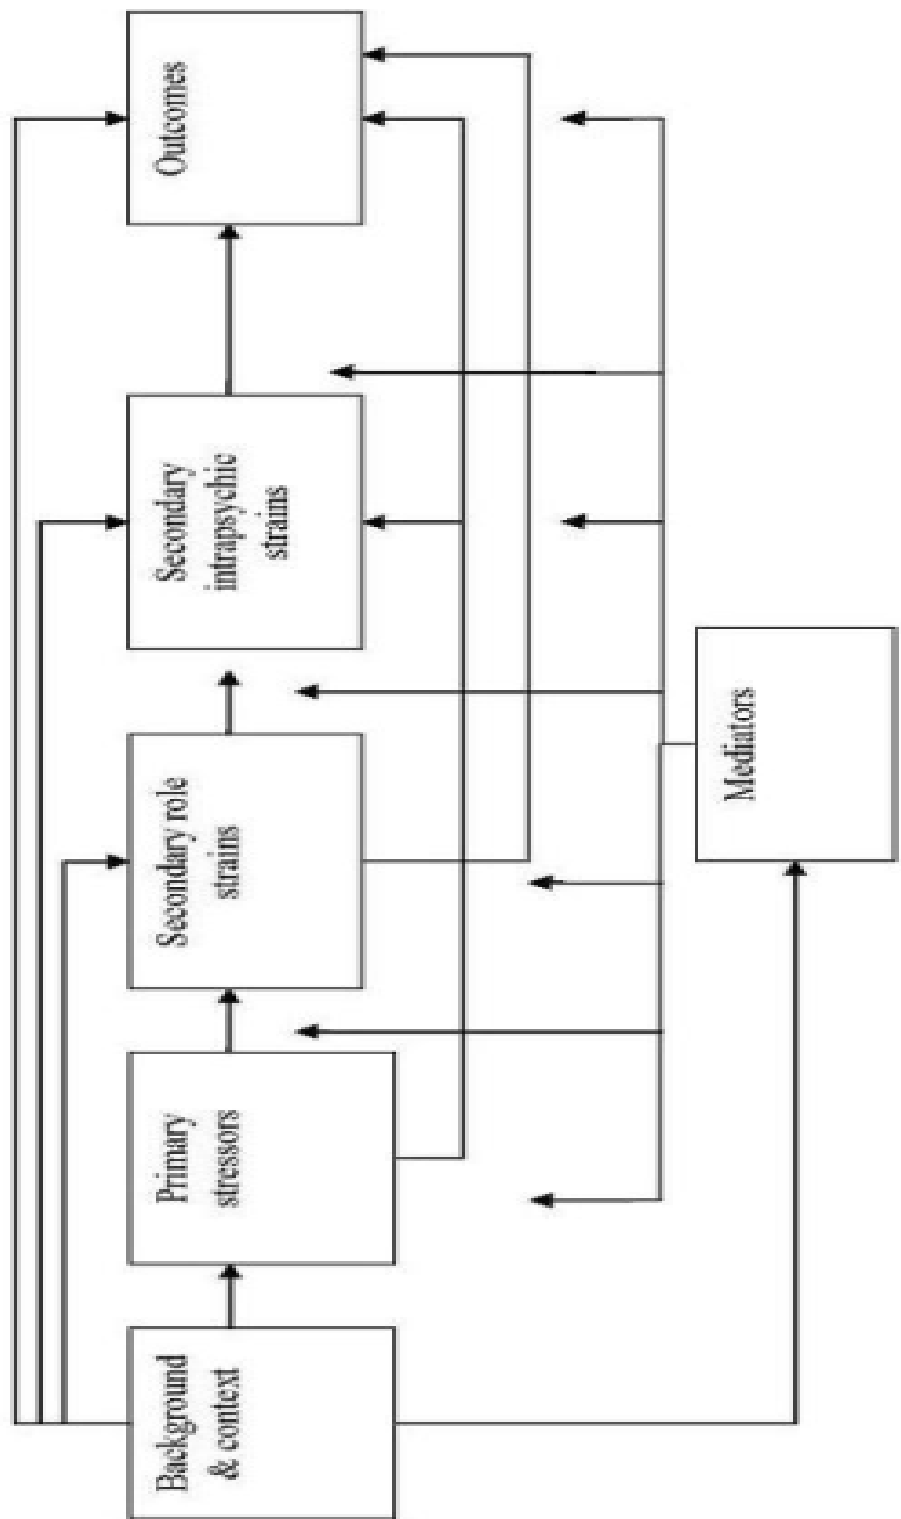 Background
& context
Primary
stressors
Secondary role
strains
Secondary
intrapsychic
strains
Outcomes
Mediators